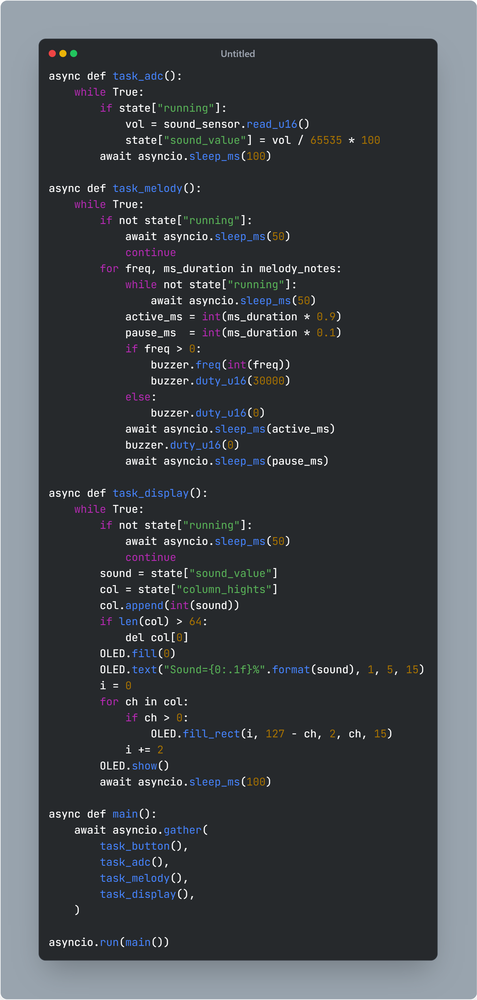 Untitled
async def task_adc():
    while True:
        if state["running"]:
            vol = sound_sensor.read_u16()
            state["sound_value"] = vol / 65535 * 100
        await asyncio.sleep_ms(100)

async def task_melody():
    while True:
        if not state["running"]:
            await asyncio.sleep_ms(50)
            continue
        for freq, ms_duration in melody_notes:
            while not state["running"]:
                await asyncio.sleep_ms(50)
            active_ms = int(ms_duration * 0.9)
            pause_ms  = int(ms_duration * 0.1)
            if freq > 0:
                buzzer.freq(int(freq))
                buzzer.duty_u16(30000)
            else:
                buzzer.duty_u16(0)
            await asyncio.sleep_ms(active_ms)
            buzzer.duty_u16(0)
            await asyncio.sleep_ms(pause_ms)

async def task_display():
    while True:
        if not state["running"]:
            await asyncio.sleep_ms(50)
            continue
        sound = state["sound_value"]
        col = state["column_hights"]
        col.append(int(sound))
        if len(col) > 64:
            del col[0]
        OLED.fill(0)
        OLED.text("Sound={0:.1f}%".format(sound), 1, 5, 15)
        i = 0
        for ch in col:
            if ch > 0:
                OLED.fill_rect(i, 127 - ch, 2, ch, 15)
            i += 2
        OLED.show()
        await asyncio.sleep_ms(100)

async def main():
    await asyncio.gather(
        task_button(),
        task_adc(),
        task_melody(),
        task_display(),
    )

asyncio.run(main())